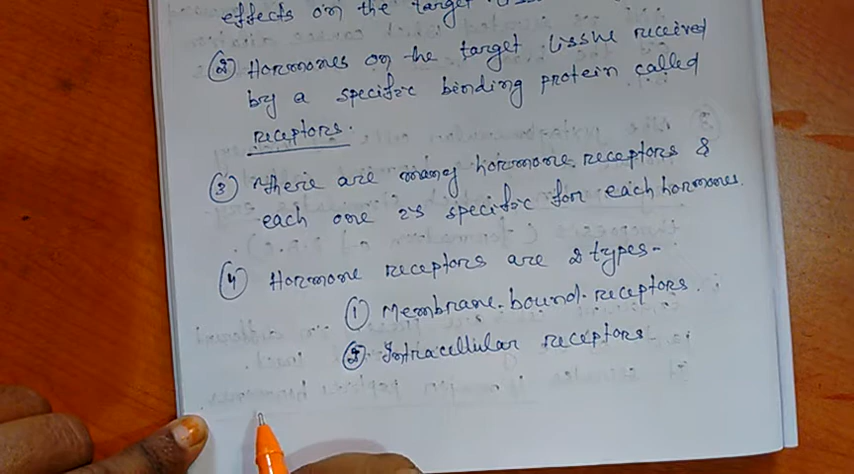 effects on the target
② Hormones on the target tissue received
by a specific binding protein called
receptors.
③ There are many hormone receptors &
each one is specific for each hormones.
④ Hormone receptors are 2 types-
① Membrane-bound-receptors.
② Intracellular receptors-